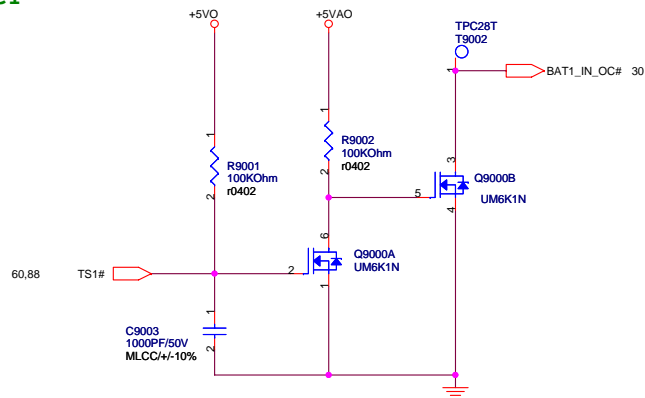 +5VO
+5VAO
TPC28T
T9002
1
BAT1_IN_OC# 30
1
R9001
100KOhm
r0402
2
1
R9002
100KOhm
r0402
2
3
Q9000B
UM6K1N
5
4
6
Q9000A
UM6K1N
2
1
60,88 TS1#
1
C9003
1000PF/50V
MLCC/+/-10%
2